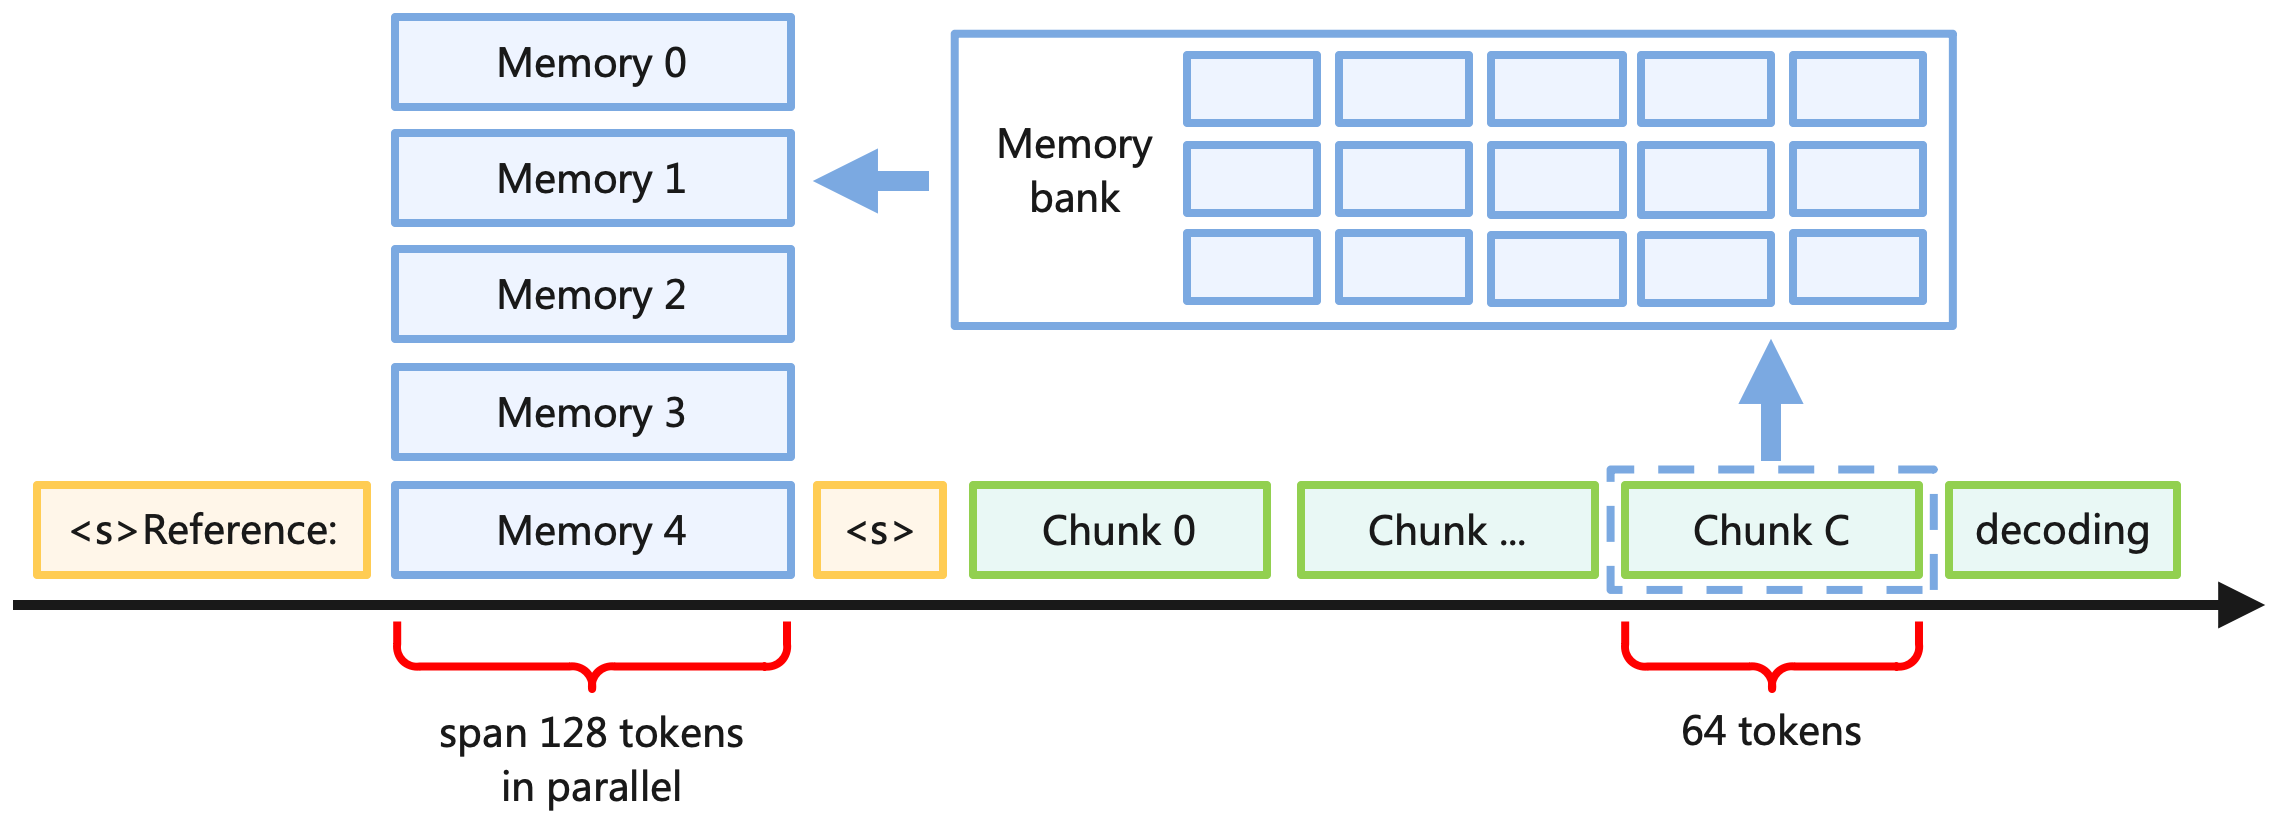 Memory 0
Memory 1
Memory 2
Memory 3
Memory 4
Memory
bank
<s>Reference:
<s>
Chunk 0
Chunk ...
Chunk C
decoding
span 128 tokens
in parallel
64 tokens